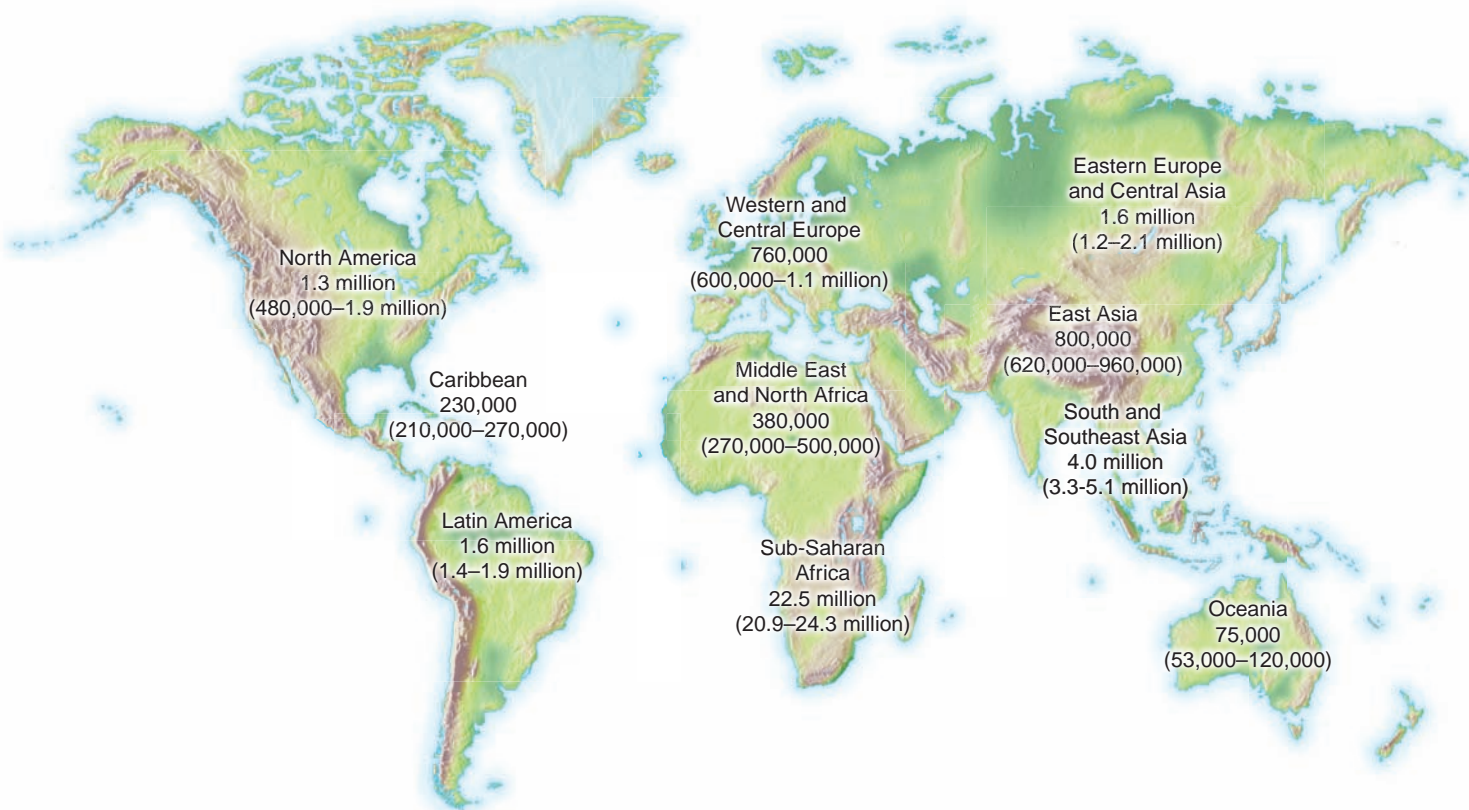 North America
1.3 million
(480,000–1.9 million)
Caribbean
230,000
(210,000–270,000)
Latin America
1.6 million
(1.4–1.9 million)
Western and
Central Europe
760,000
(600,000–1.1 million)
Middle East
and North Africa
380,000
(270,000–500,000)
Sub-Saharan
Africa
22.5 million
(20.9–24.3 million)
Eastern Europe
and Central Asia
1.6 million
(1.2–2.1 million)
East Asia
800,000
(620,000–960,000)
South and
Southeast Asia
4.0 million
(3.3-5.1 million)
Oceania
75,000
(53,000–120,000)